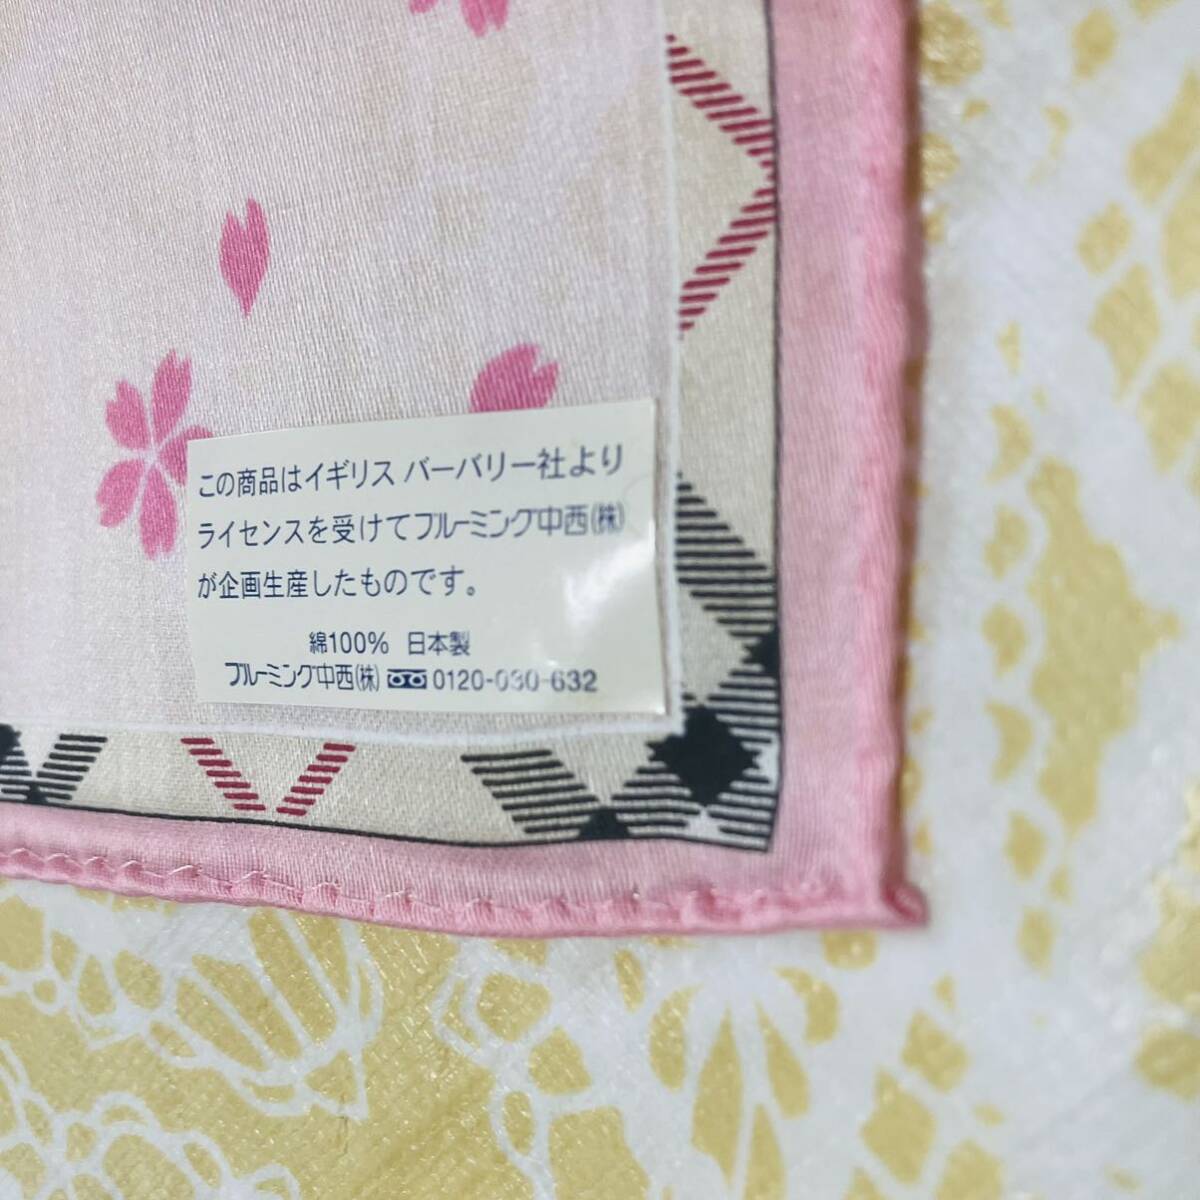 この商品はイギリス バーバリー社より
ライセンスを受けてブルーミング中西㈱
が企画生産したものです。
綿100% 日本製
ブルーミング中西㈱ 0120-030-632